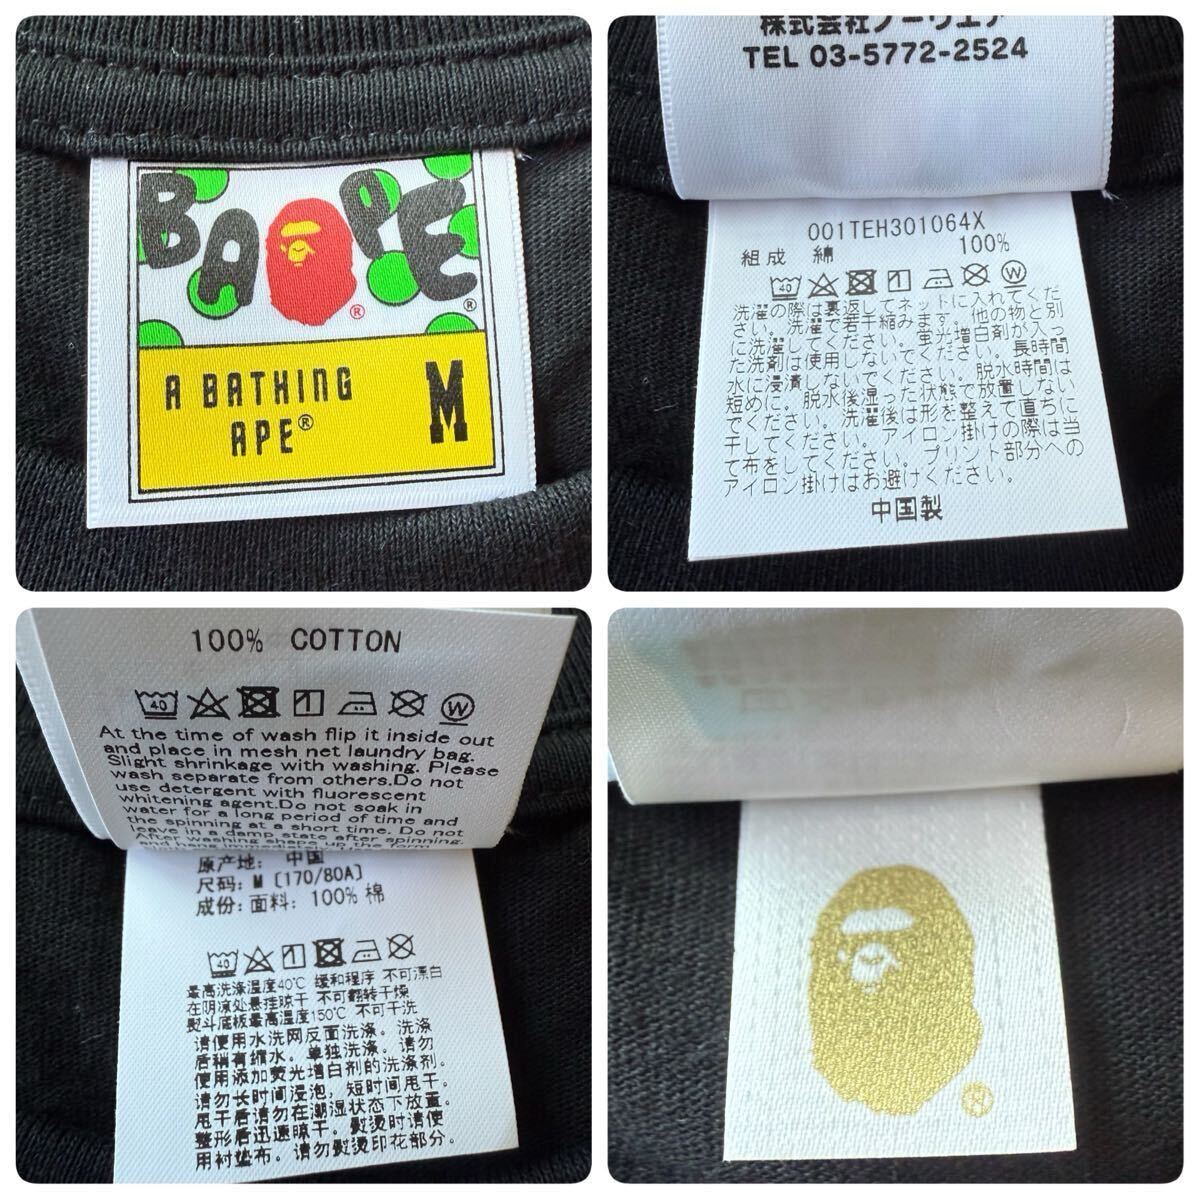 BAPE
®
®
A BATHING
APE®
M
株式会社ノーウェア
TEL 03-5772-2524
001TEH301064X
組成 綿 100%
40
W
洗濯の際は裏返してネットに入れてくだ
さい。洗濯で若干縮みます。他の物と別
に洗濯してください。蛍光増白剤が入っ
た洗剤は使用しないでください。長時間
水に浸漬しないでください。脱水時間は
短めに。脱水後湿った状態で放置しない
でください。洗濯後は形を整えて直ちに
干してください。アイロン掛けの際は当
て布をしてください。プリント部分への
アイロン掛けはお避けください。
中国製
100% COTTON
40
W
At the time of wash flip it inside out
and place in mesh net laundry bag.
Slight shrinkage with washing. Please
wash separate from others.Do not
use detergent with fluorescent
whitening agent.Do not soak in
water for a long period of time and
the spinning at a short time. Do not
leave in a damp state after spinning.
After washing shape up the form
and hang immediately
原产地: 中国
尺码: M [170/80A]
成份: 面料: 100% 棉
40
最高洗涤温度40℃ 缓和程序 不可漂白
在阴凉处悬挂晾干 不可翻转干燥
熨斗底板最高温度150℃ 不可干洗
请使用水洗网反面洗涤。洗涤
后稍有缩水。单独洗涤。请勿
使用添加荧光增白剂的洗涤剂。
请勿长时间浸泡，短时间甩干。
甩干后请勿在潮湿状态下放置。
整形后迅速晾干。熨烫时请使
用衬垫布。请勿熨烫印花部分。
®